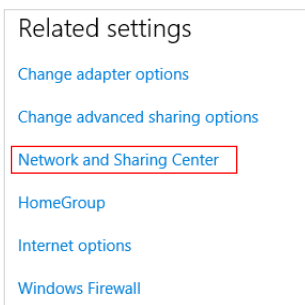 Related settings
Change adapter options
Change advanced sharing options
Network and Sharing Center
HomeGroup
Internet options
Windows Firewall